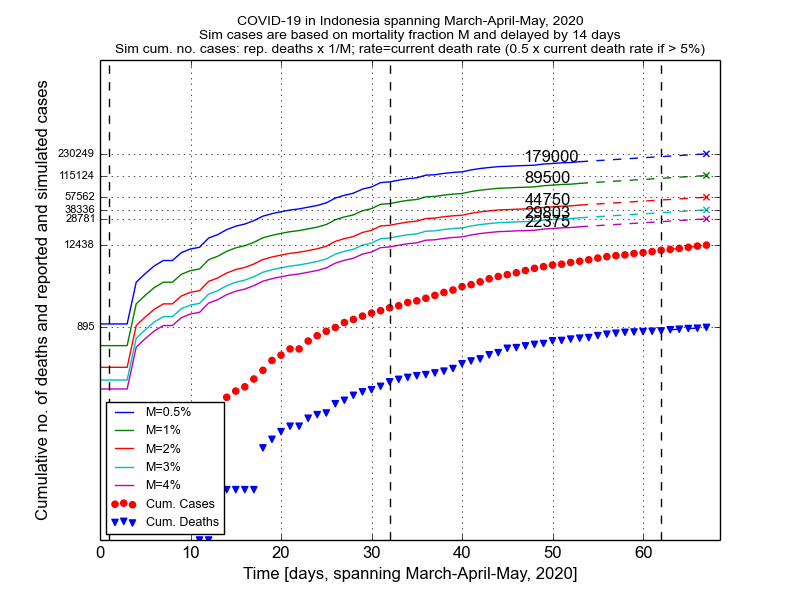 COVID-19 in Indonesia spanning March-April-May, 2020
Sim cases are based on mortality fraction M and delayed by 14 days
Sim cum. no. cases: rep. deaths x 1/M; rate=current death rate (0.5 x current death rate if > 5%)
Cumulative no. of deaths and reported and simulated cases
230249
115124
57562
38336
28781
12438
895
179000
89500
44750
29803
22375
M=0.5%
M=1%
M=2%
M=3%
M=4%
Cum. Cases
Cum. Deaths
0 10 20 30 40 50 60
Time [days, spanning March-April-May, 2020]